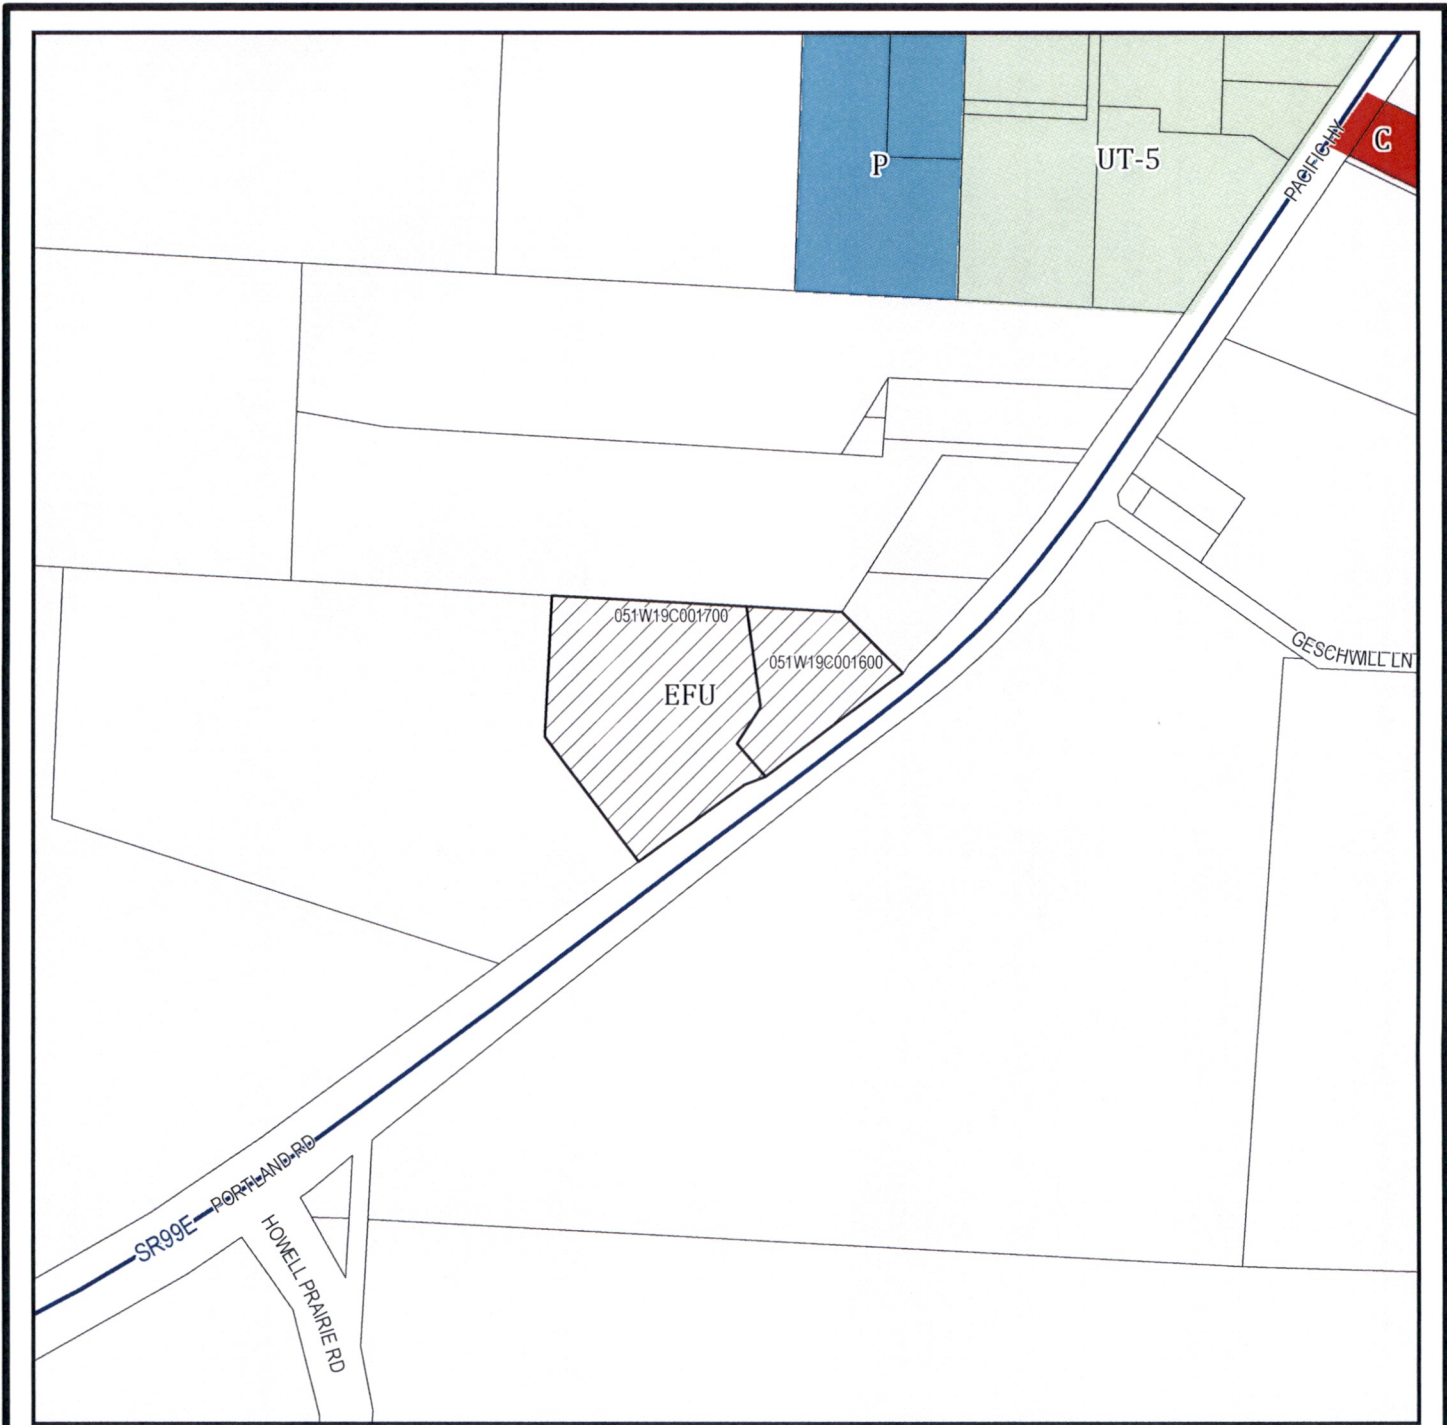 P
UT-5
C
PACIFIC HY
051W19C001700
051W19C001600
EFU
GESCHWILL LN
PORTLAND RD
SR99E
HOWELL PRAIRIE RD